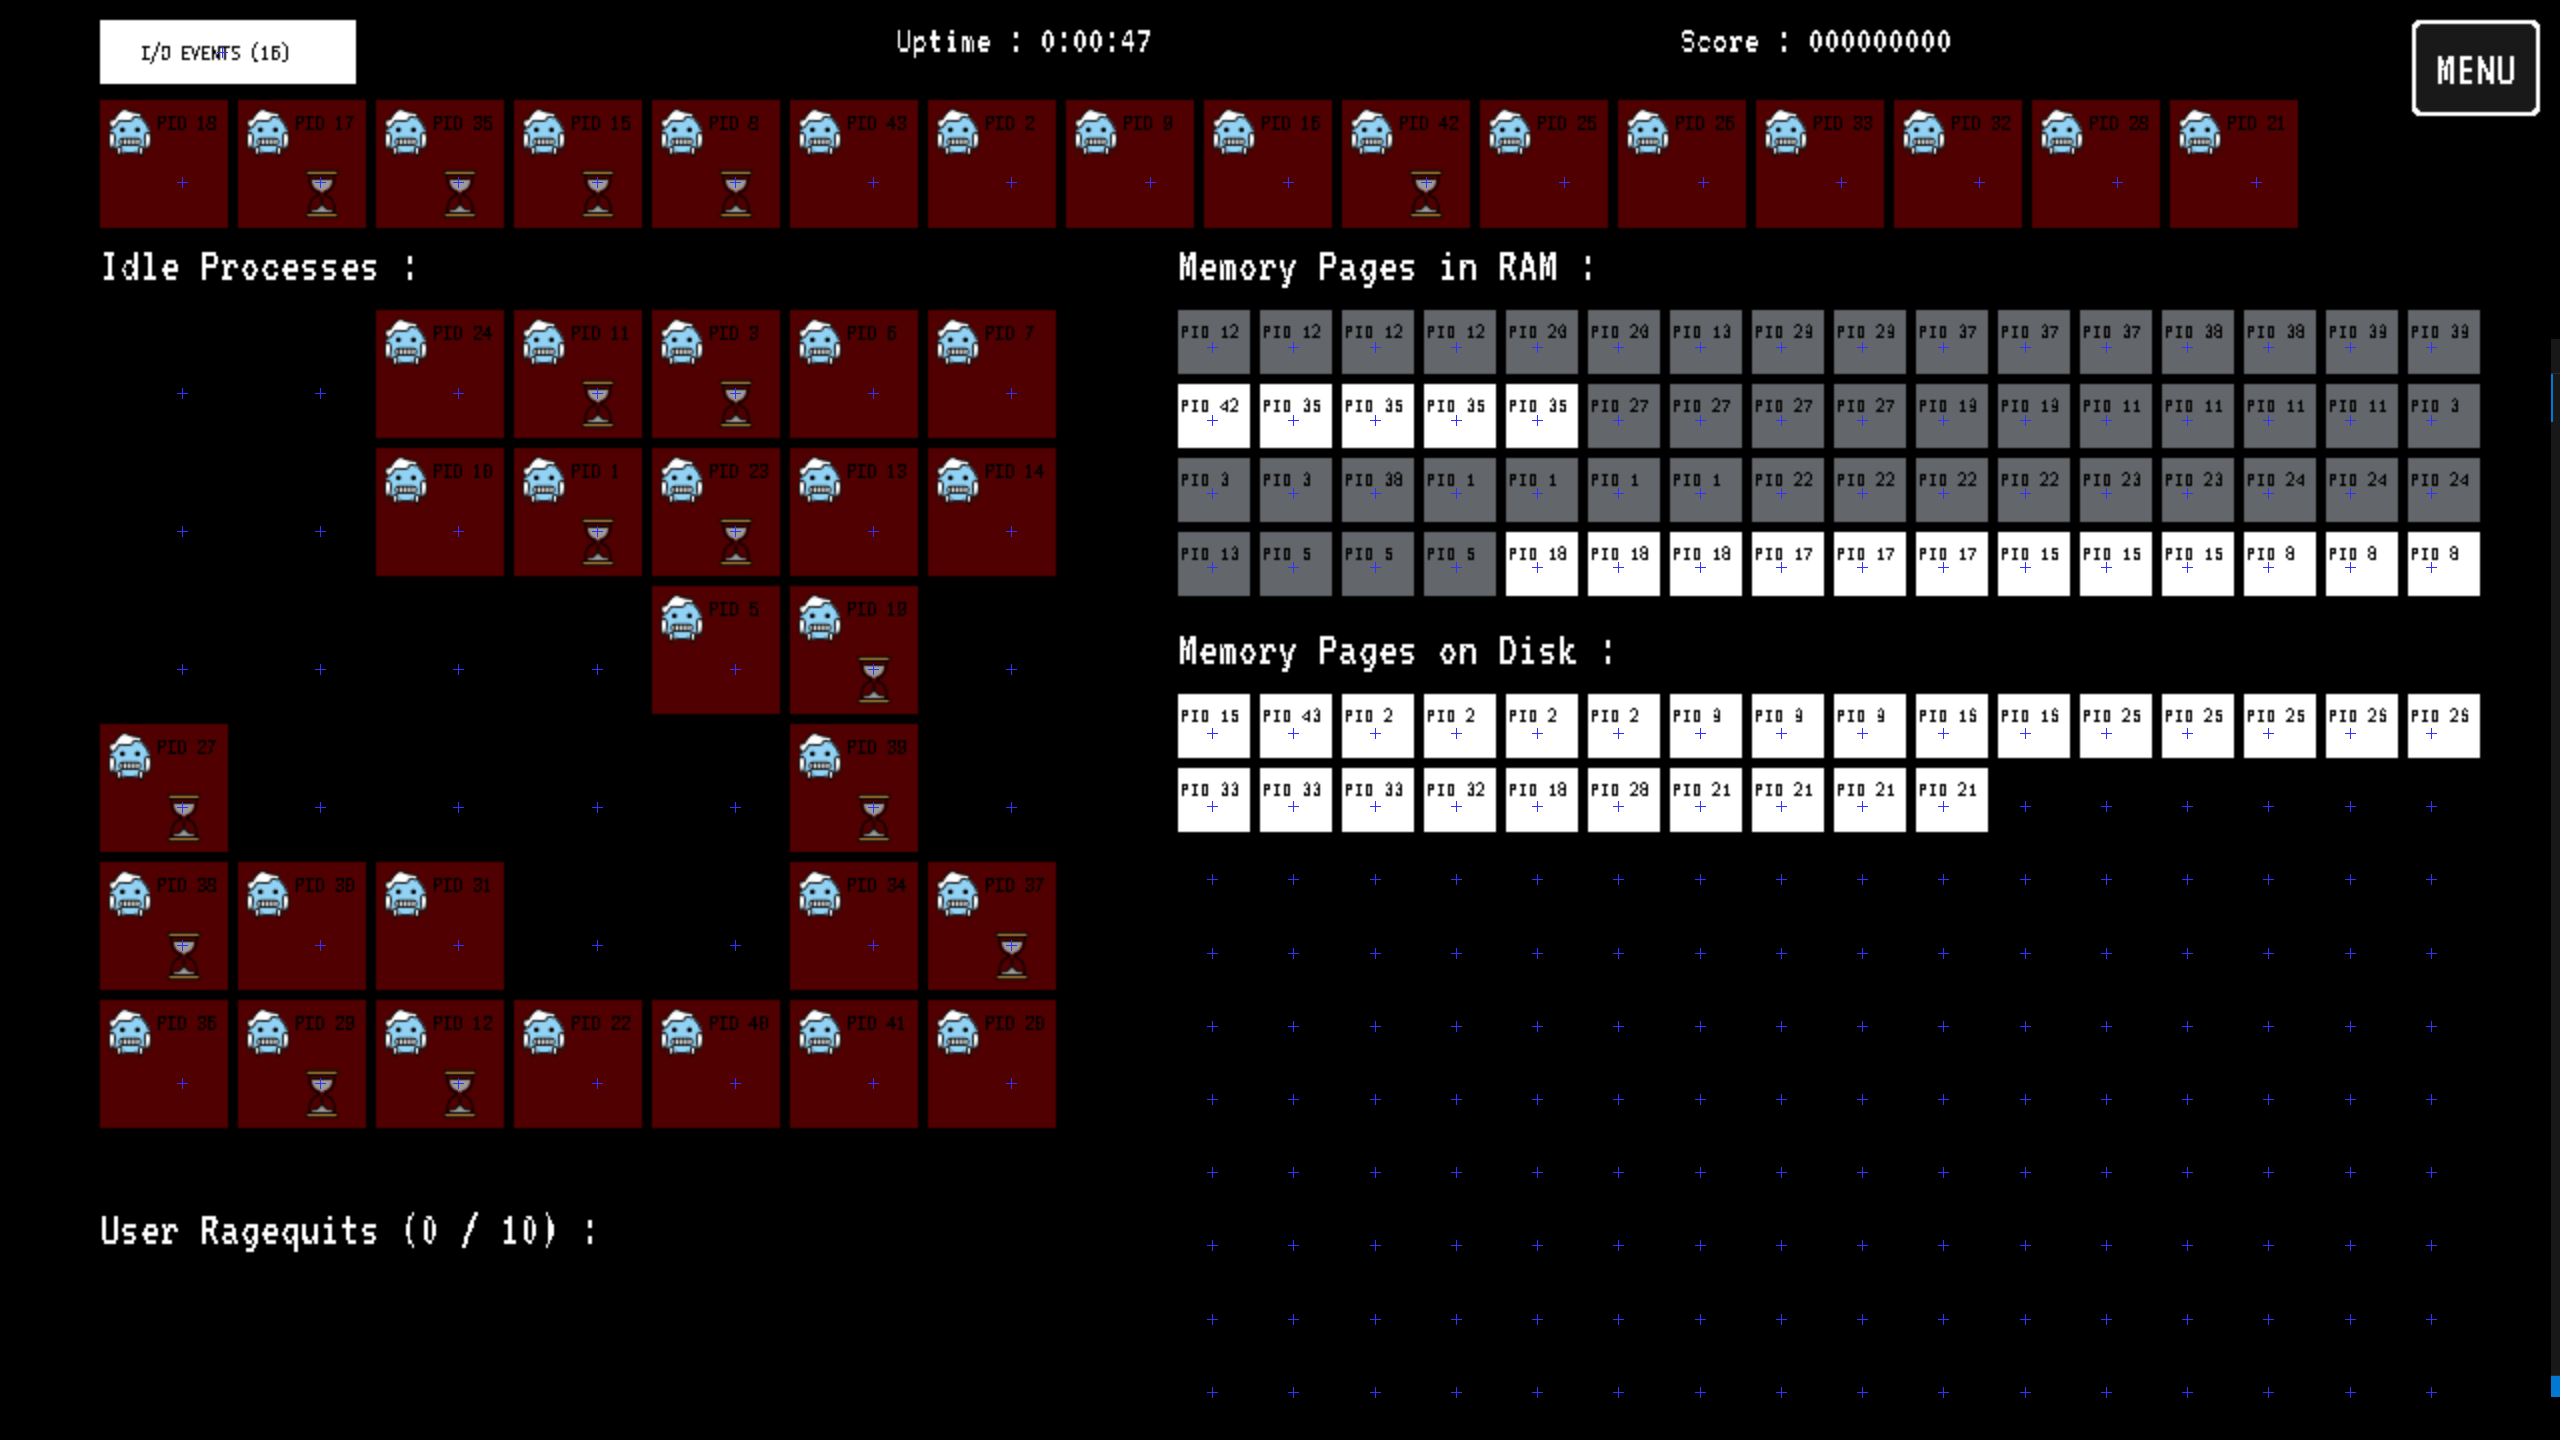 I/O EVENTS (16)
Uptime : 0:00:47
Score : 000000000
MENU
PID 18 PID 17 PID 35 PID 15 PID 8 PID 43 PID 2 PID 9 PID 16 PID 42 PID 25 PID 26 PID 33 PID 32 PID 28 PID 21
Idle Processes :
PID 24 PID 11 PID 3 PID 6 PID 7
PID 10 PID 1 PID 23 PID 13 PID 14
PID 5 PID 19
PID 27 PID 39
PID 38 PID 30 PID 31 PID 34 PID 37
PID 36 PID 29 PID 12 PID 22 PID 40 PID 41 PID 20
Memory Pages in RAM :
PID 12 PID 12 PID 12 PID 12 PID 20 PID 20 PID 13 PID 29 PID 29 PID 37 PID 37 PID 37 PID 38 PID 38 PID 39 PID 39
PID 42 PID 35 PID 35 PID 35 PID 35 PID 27 PID 27 PID 27 PID 27 PID 19 PID 19 PID 11 PID 11 PID 11 PID 11 PID 3
PID 3 PID 3 PID 38 PID 1 PID 1 PID 1 PID 1 PID 22 PID 22 PID 22 PID 22 PID 23 PID 23 PID 24 PID 24 PID 24
PID 13 PID 5 PID 5 PID 5 PID 18 PID 18 PID 18 PID 17 PID 17 PID 17 PID 15 PID 15 PID 15 PID 8 PID 8 PID 8
Memory Pages on Disk :
PID 15 PID 43 PID 2 PID 2 PID 2 PID 2 PID 9 PID 9 PID 9 PID 16 PID 16 PID 25 PID 25 PID 25 PID 26 PID 26
PID 33 PID 33 PID 33 PID 32 PID 18 PID 28 PID 21 PID 21 PID 21 PID 21
User Ragequits (0 / 10) :